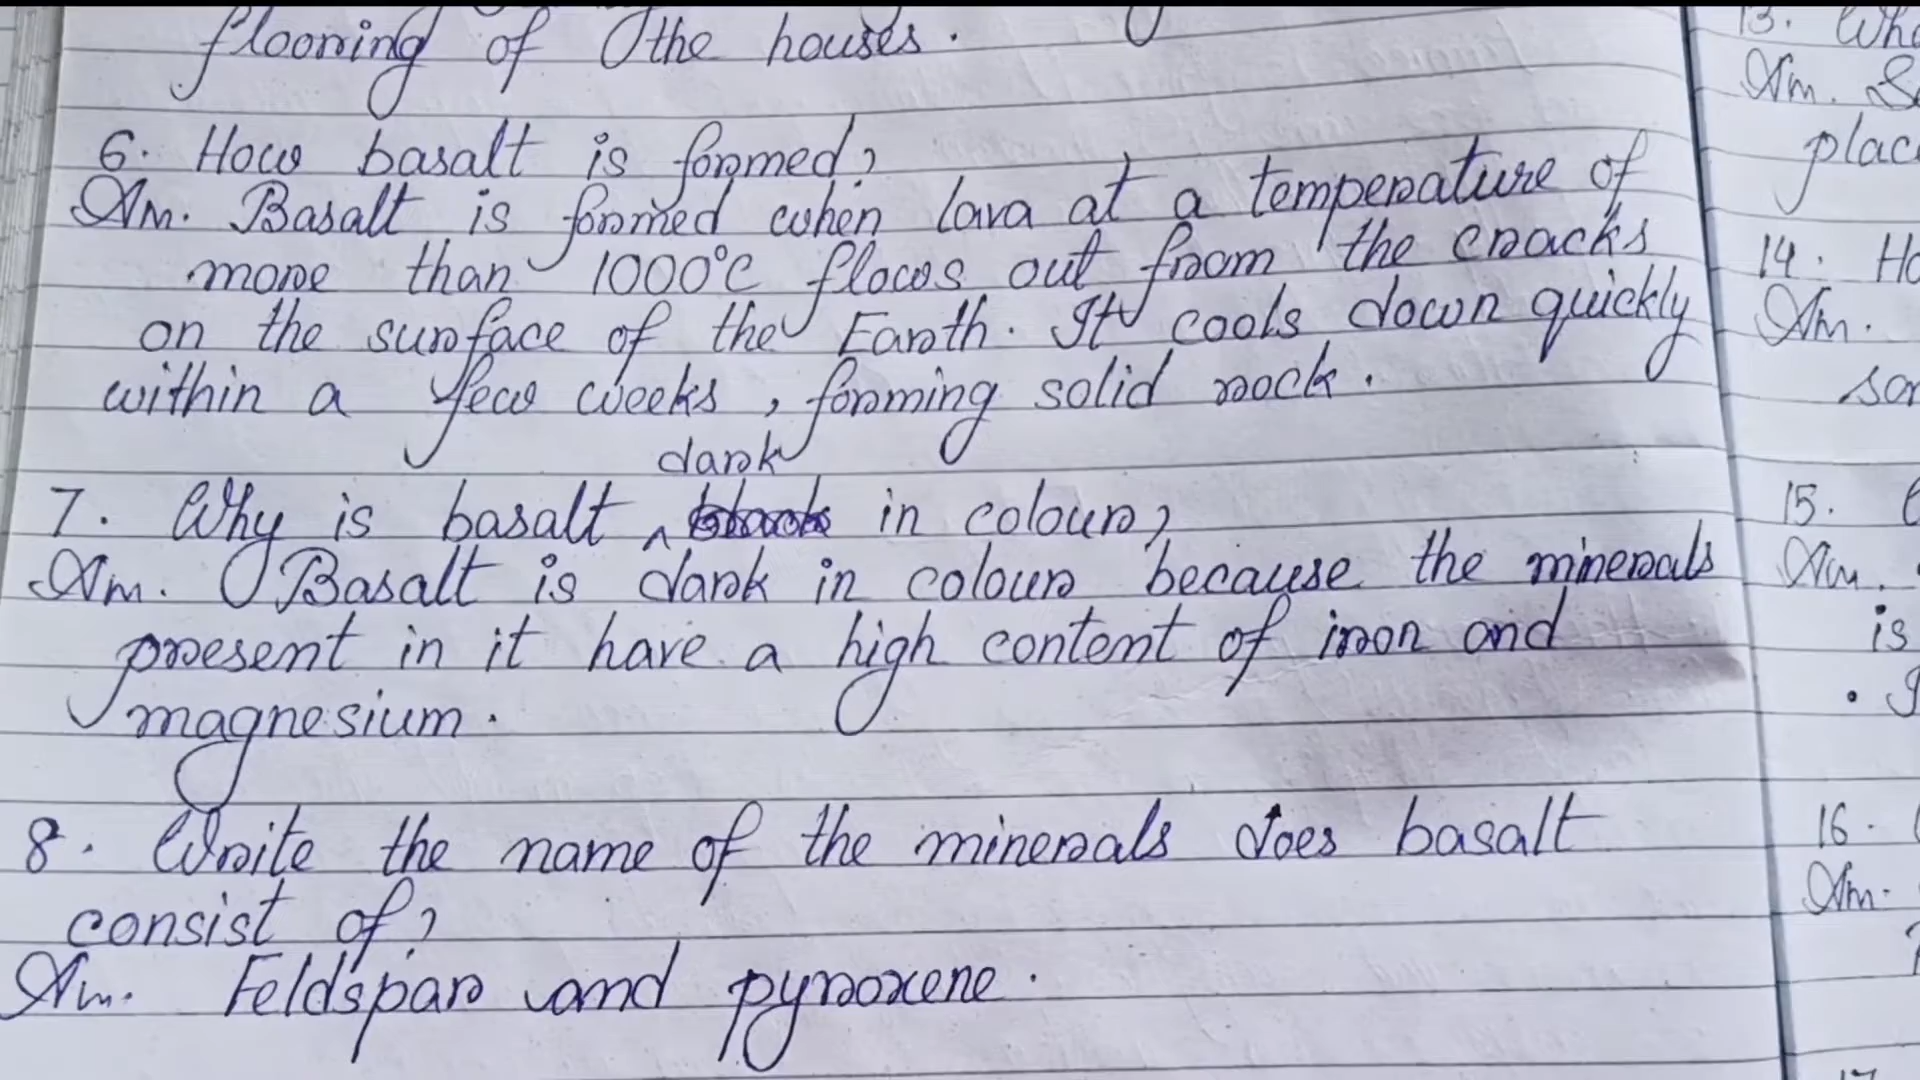 flooring of the houses.
6. How basalt is formed?
Ans. Basalt is formed when lava at a temperature of
more than 1000°C flows out from the cracks
on the surface of the Earth. It cools down quickly
within a few weeks, forming solid rock.
dark
7. Why is basalt ^ black in colour?
Ans. Basalt is dark in colour because the minerals
present in it have a high content of iron and
magnesium.
8. Write the name of the minerals does basalt
consist of?
Ans. Feldspar and pyroxene.
13.
Ans.
14.
Ans.
15.
Ans.
is
16.
Ans.